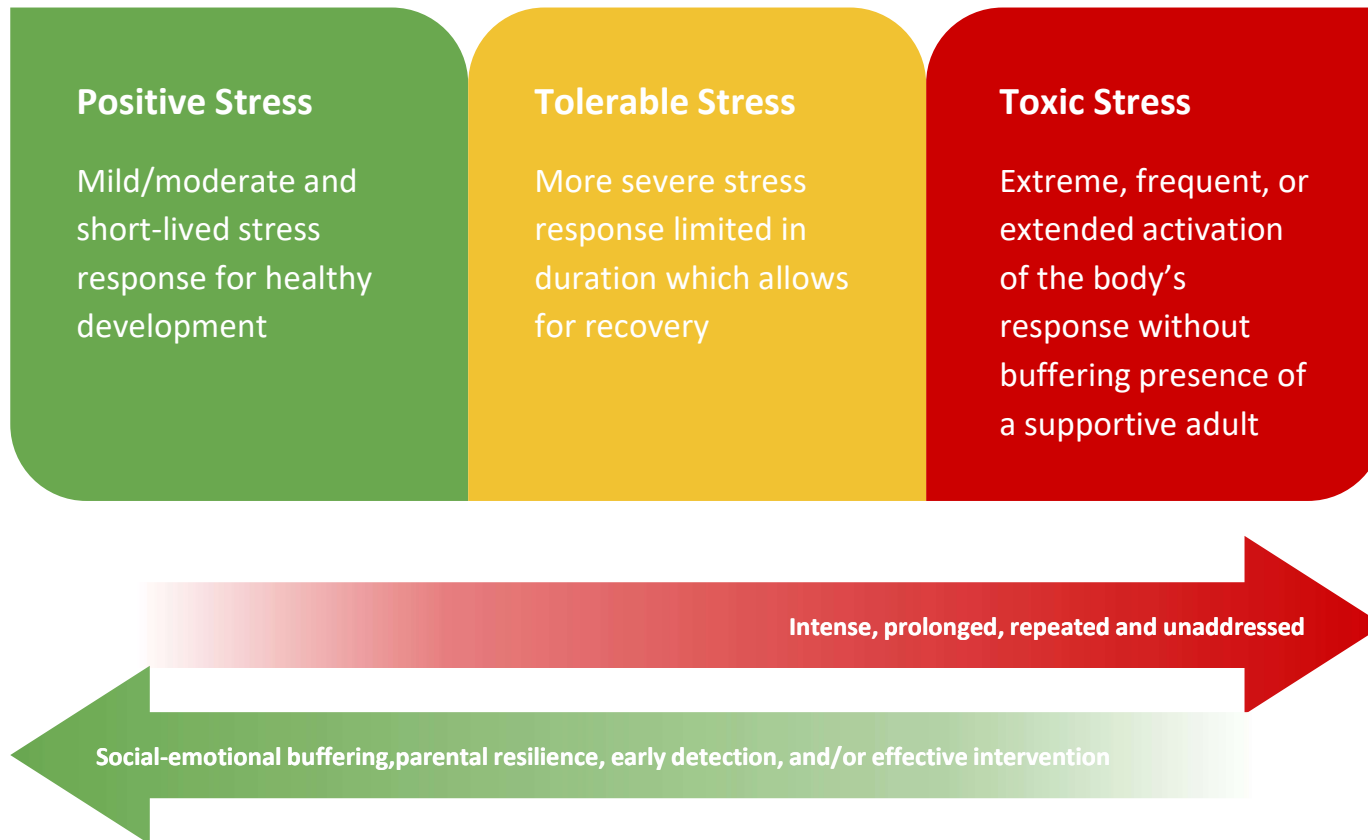 Positive Stress
Mild/moderate and
short-lived stress
response for healthy
development
Tolerable Stress
More severe stress
response limited in
duration which allows
for recovery
Toxic Stress
Extreme, frequent, or
extended activation
of the body’s
response without
buffering presence of
a supportive adult
Intense, prolonged, repeated and unaddressed
Social-emotional buffering,parental resilience, early detection, and/or effective intervention